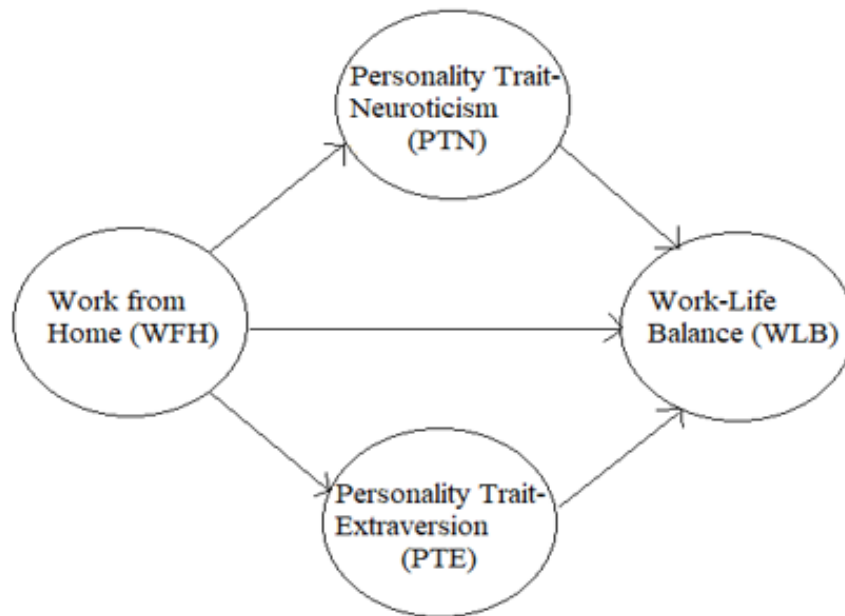 Personality Trait-
Neuroticism
(PTN)
Work from
Home (WFH)
Work-Life
Balance (WLB)
Personality Trait-
Extraversion
(PTE)